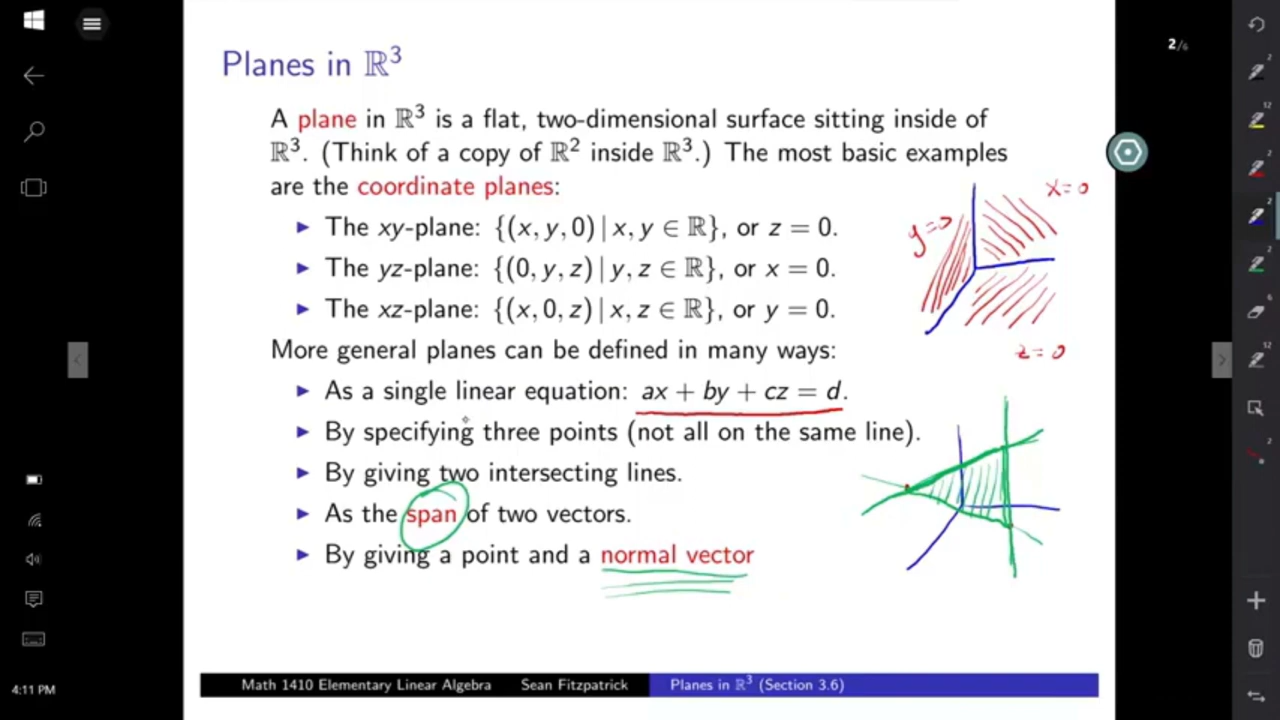 2/6
Planes in ℝ³
A plane in ℝ³ is a flat, two-dimensional surface sitting inside of
ℝ³. (Think of a copy of ℝ² inside ℝ³.) The most basic examples
are the coordinate planes:
▶ The xy-plane: {(x, y, 0) | x, y ∈ ℝ}, or z = 0.
▶ The yz-plane: {(0, y, z) | y, z ∈ ℝ}, or x = 0.
▶ The xz-plane: {(x, 0, z) | x, z ∈ ℝ}, or y = 0.
x=0
y=0
z=0
More general planes can be defined in many ways:
▶ As a single linear equation: ax + by + cz = d.
▶ By specifying three points (not all on the same line).
▶ By giving two intersecting lines.
▶ As the span of two vectors.
▶ By giving a point and a normal vector
Math 1410 Elementary Linear Algebra Sean Fitzpatrick Planes in ℝ³ (Section 3.6)
4:11 PM